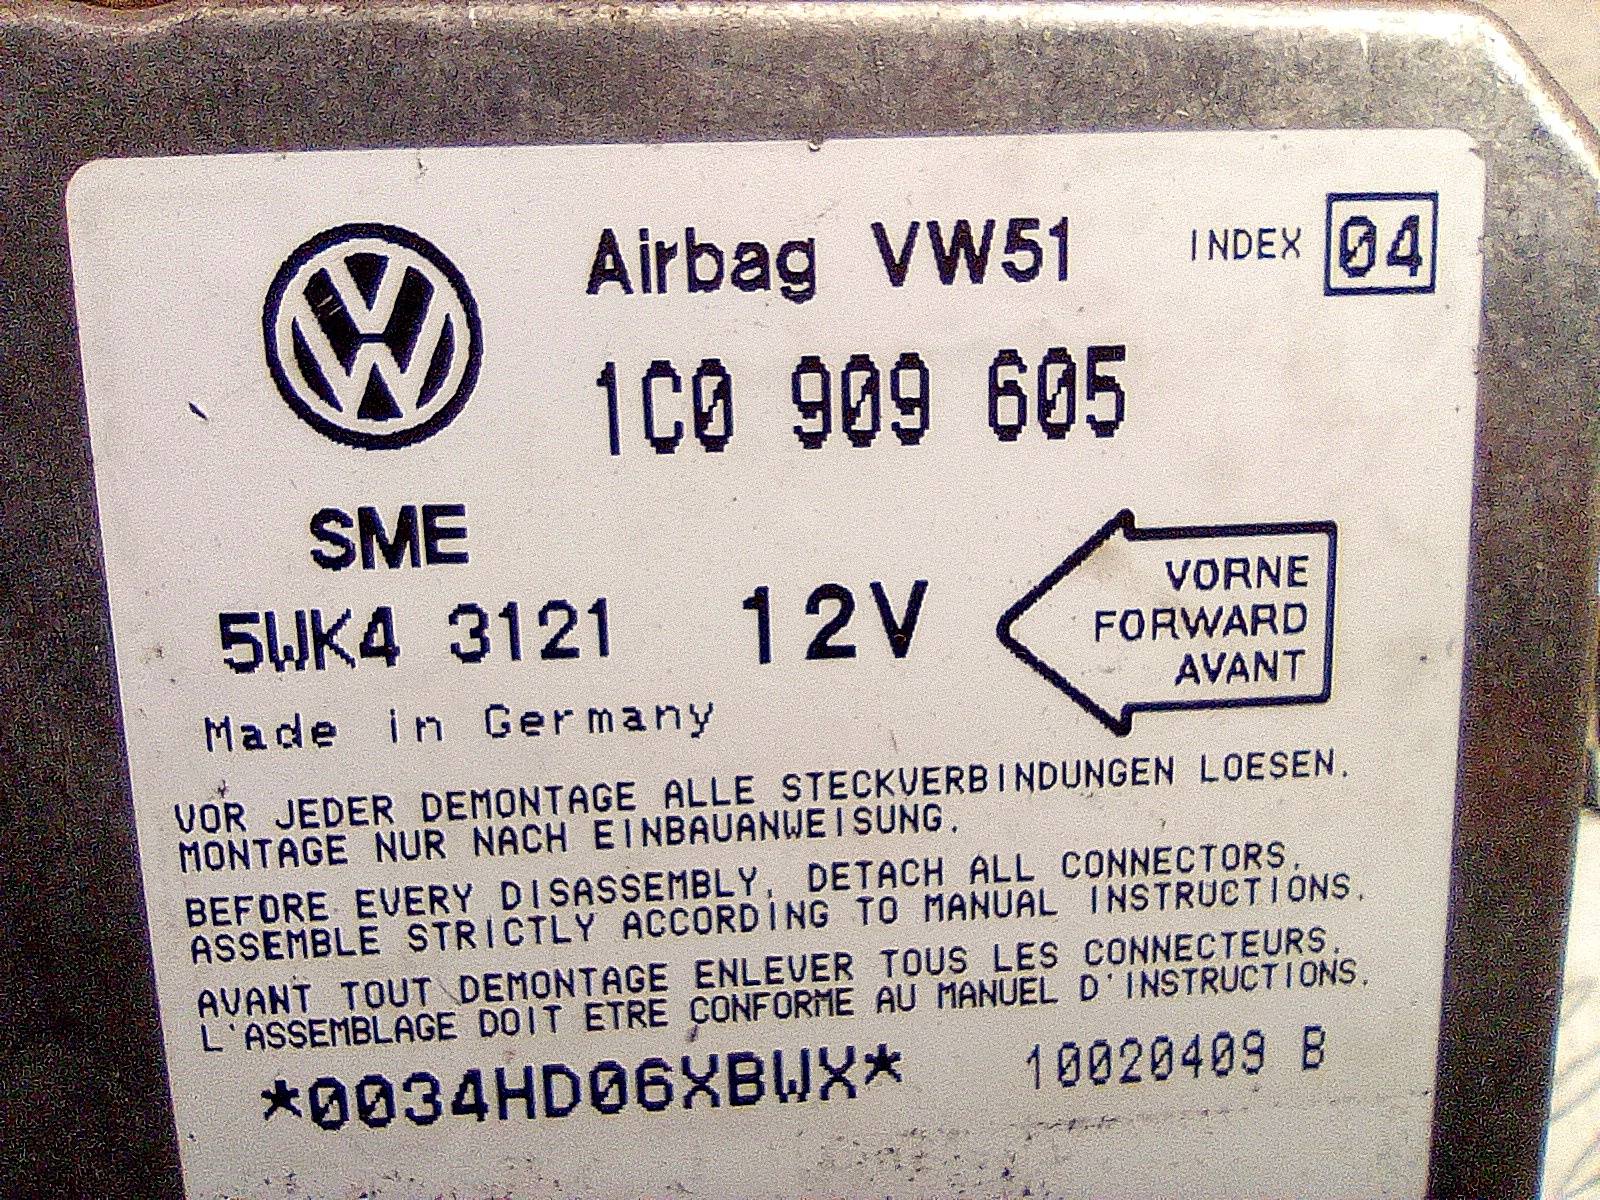 Airbag VW51 INDEX 04
1C0 909 605
SME
5WK4 3121 12V
VORNE
FORWARD
AVANT
Made in Germany
VOR JEDER DEMONTAGE ALLE STECKVERBINDUNGEN LOESEN.
MONTAGE NUR NACH EINBAUANWEISUNG.
BEFORE EVERY DISASSEMBLY, DETACH ALL CONNECTORS.
ASSEMBLE STRICTLY ACCORDING TO MANUAL INSTRUCTIONS.
AVANT TOUT DEMONTAGE ENLEVER TOUS LES CONNECTEURS.
L'ASSEMBLAGE DOIT ETRE CONFORME AU MANUEL D'INSTRUCTIONS.
*0034HD06XBWX* 10020409 B